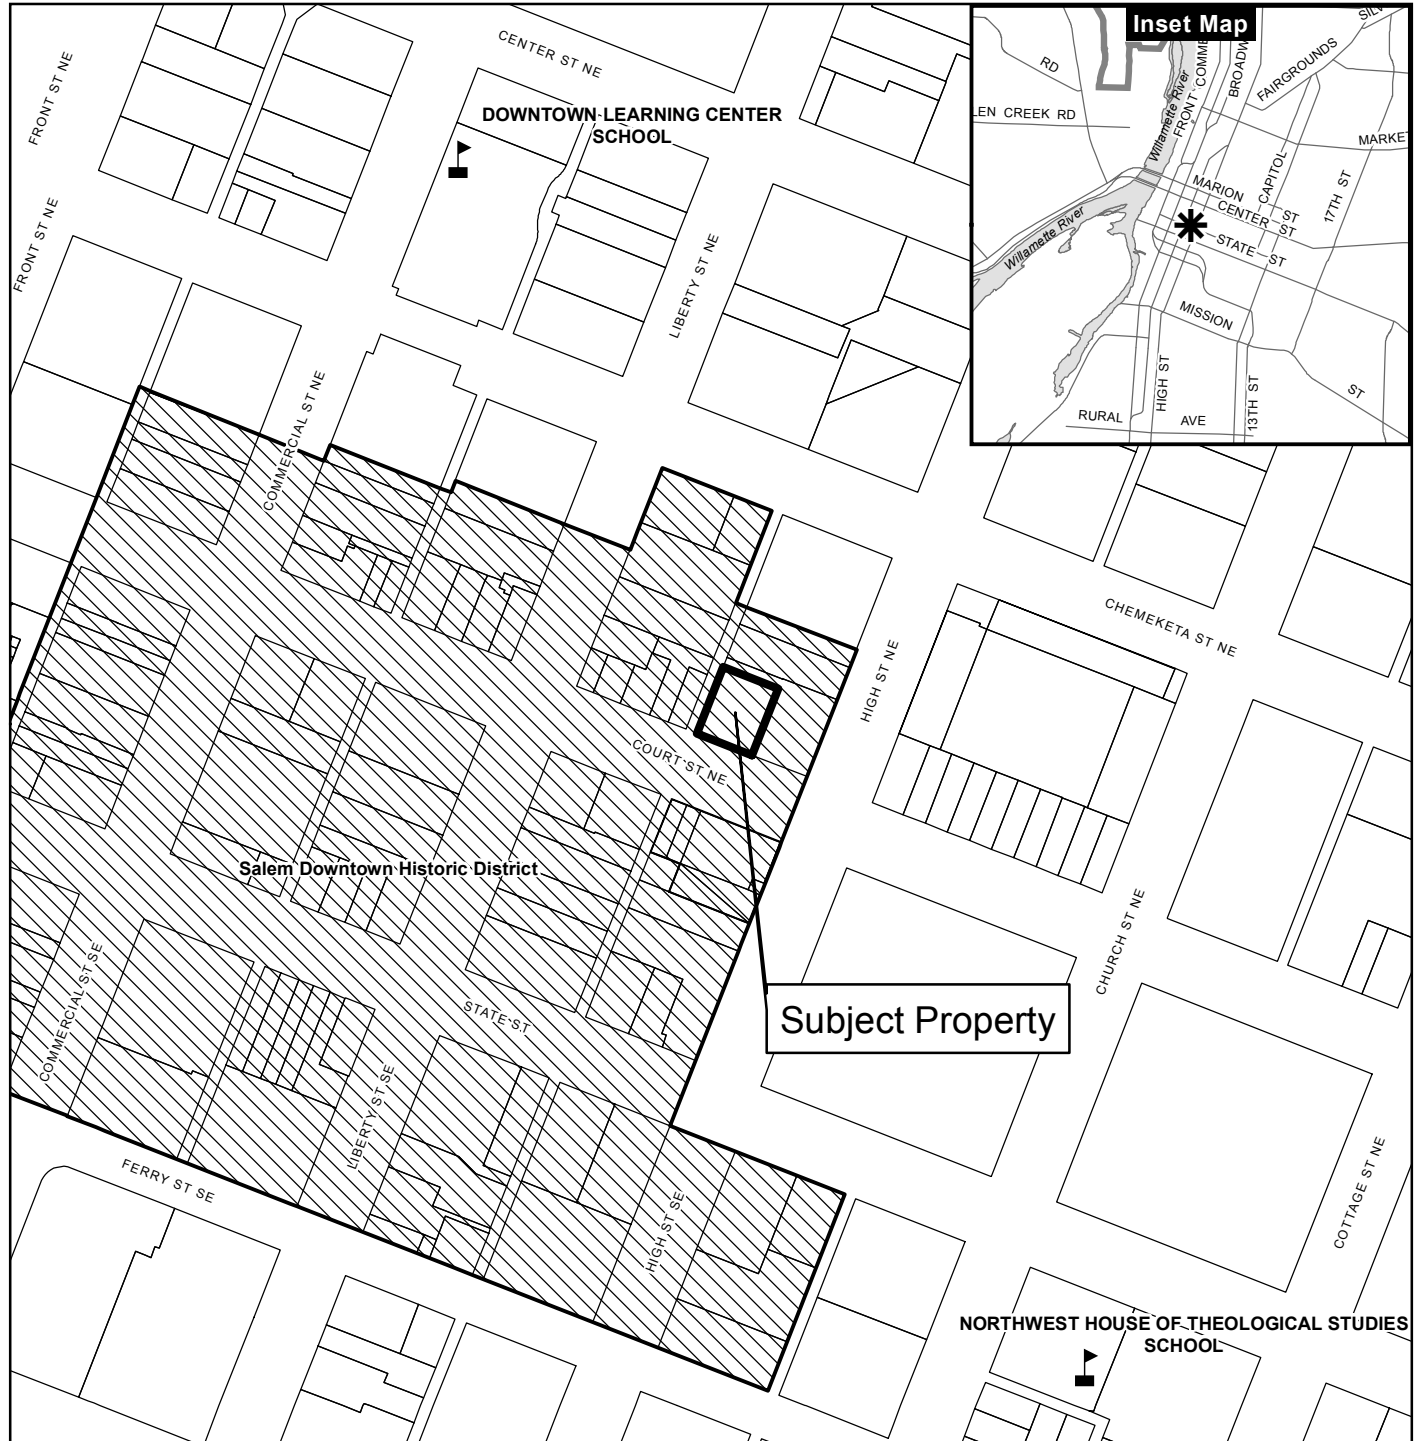 Inset Map
SILV
RD
FRONT
COMME
BROADW
FAIRGROUNDS
LEN CREEK RD
Willamette River
MARKET
MARION ST
CAPITOL
17TH ST
CENTER ST
Willamette River
STATE ST
MISSION ST
HIGH ST
13TH ST
RURAL AVE
FRONT ST NE
CENTER ST NE
DOWNTOWN LEARNING CENTER
SCHOOL
FRONT ST NE
LIBERTY ST NE
COMMERCIAL ST NE
CHEMEKETA ST NE
HIGH ST NE
COURT ST NE
Salem Downtown Historic District
CHURCH ST NE
COMMERCIAL ST SE
STATE ST
Subject Property
LIBERTY ST SE
FERRY ST SE
HIGH ST SE
COTTAGE ST NE
NORTHWEST HOUSE OF THEOLOGICAL STUDIES
SCHOOL